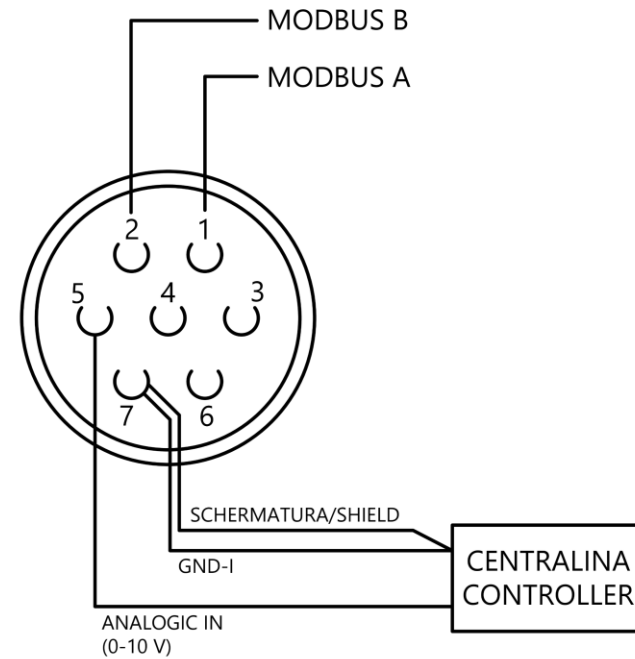 MODBUS B
MODBUS A
2
1
5
4
3
7
6
SCHERMATURA/SHIELD
GND-I
CENTRALINA
CONTROLLER
ANALOGIC IN
(0-10 V)